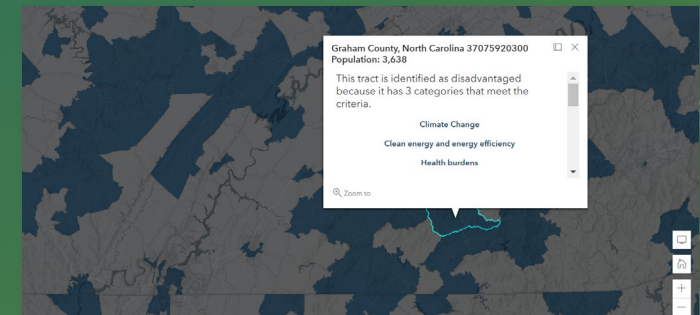 Graham County, North Carolina 37075920300
Population: 3,638
This tract is identified as disadvantaged
because it has 3 categories that meet the
criteria.
Climate Change
Clean energy and energy efficiency
Health burdens
Zoom to